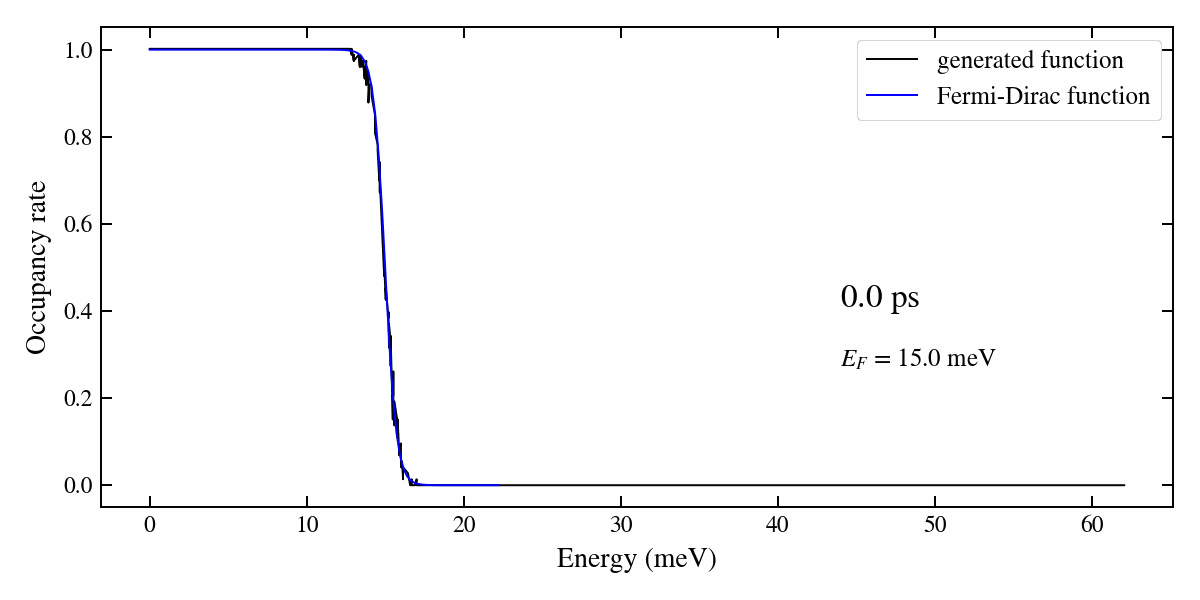 generated function
Fermi-Dirac function
1.0
0.8
0.6
0.4
0.2
0.0
Occupancy rate
0.0 ps
E_F = 15.0 meV
0
10
20
30
40
50
60
Energy (meV)